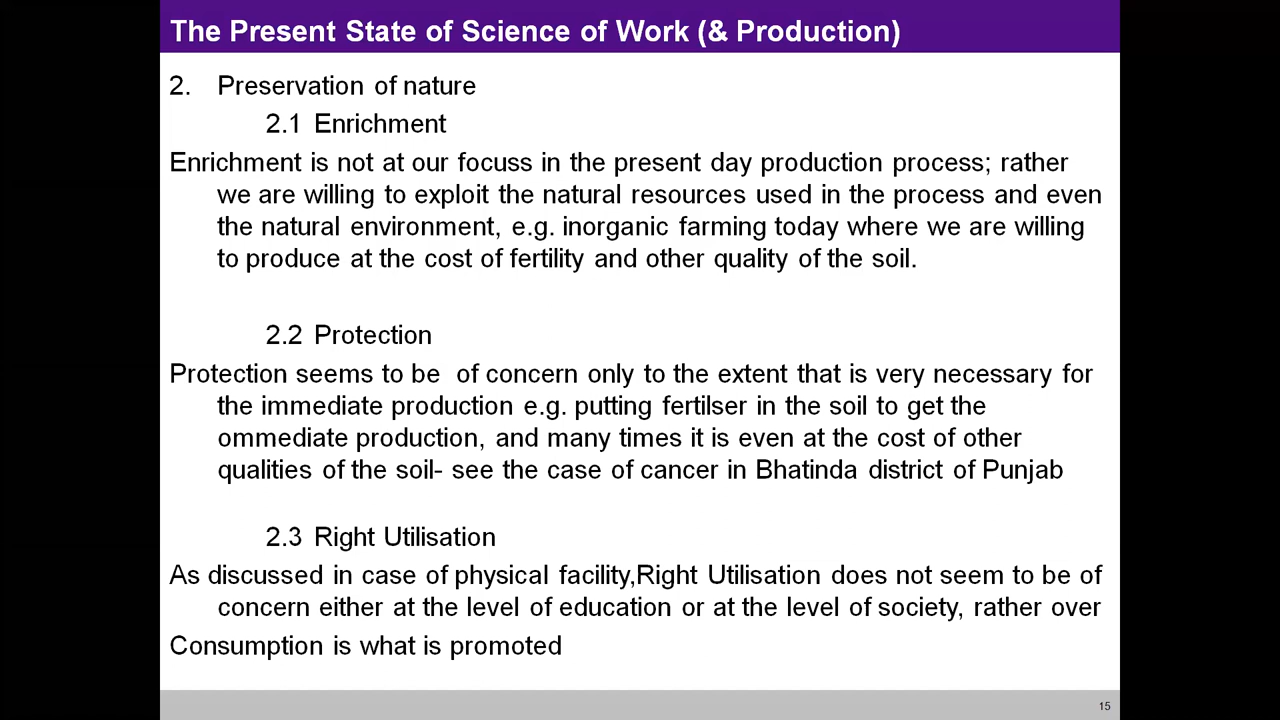 The Present State of Science of Work (& Production)
2. Preservation of nature
2.1 Enrichment
Enrichment is not at our focuss in the present day production process; rather
we are willing to exploit the natural resources used in the process and even
the natural environment, e.g. inorganic farming today where we are willing
to produce at the cost of fertility and other quality of the soil.
2.2 Protection
Protection seems to be of concern only to the extent that is very necessary for
the immediate production e.g. putting fertilser in the soil to get the
ommediate production, and many times it is even at the cost of other
qualities of the soil- see the case of cancer in Bhatinda district of Punjab
2.3 Right Utilisation
As discussed in case of physical facility,Right Utilisation does not seem to be of
concern either at the level of education or at the level of society, rather over
Consumption is what is promoted
15